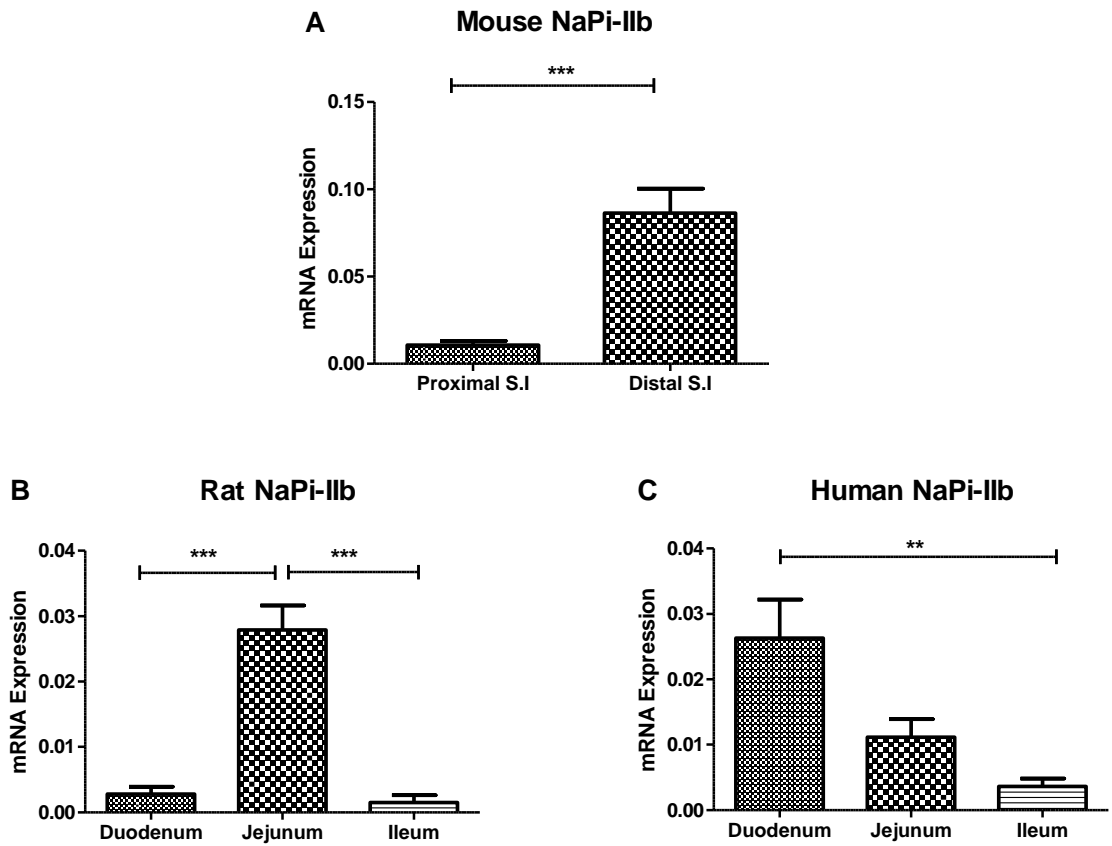 A
Mouse NaPi-IIb
***
0.15
0.10
0.05
0.00
mRNA Expression
Proximal S.I
Distal S.I
B
Rat NaPi-IIb
***
***
0.04
0.03
0.02
0.01
0.00
mRNA Expression
Duodenum
Jejunum
Ileum
C
Human NaPi-IIb
**
0.04
0.03
0.02
0.01
0.00
mRNA Expression
Duodenum
Jejunum
Ileum